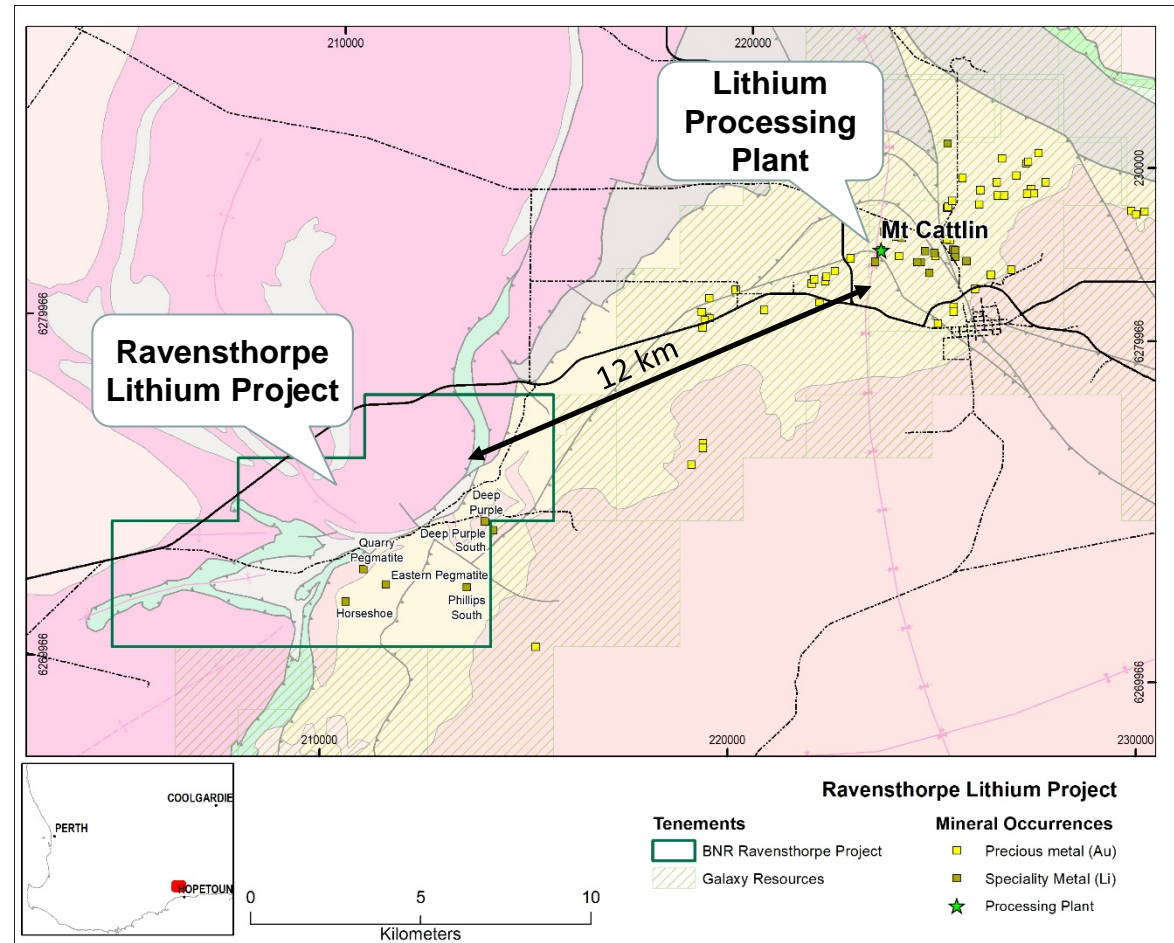 210000
220000
Lithium
Processing
Plant
230000
Mt Cattlin
6279966
6279966
12 km
Ravensthorpe
Lithium Project
Deep
Purple
Deep Purple
South
Quarry
Pegmatite
Eastern Pegmatite
Phillips
South
Horseshoe
6269966
6269966
210000
220000
230000
COOLGARDIE
PERTH
HOPETOUN
0
5
10
Kilometers
Ravensthorpe Lithium Project
Tenements
BNR Ravensthorpe Project
Galaxy Resources
Mineral Occurrences
Precious metal (Au)
Speciality Metal (Li)
Processing Plant